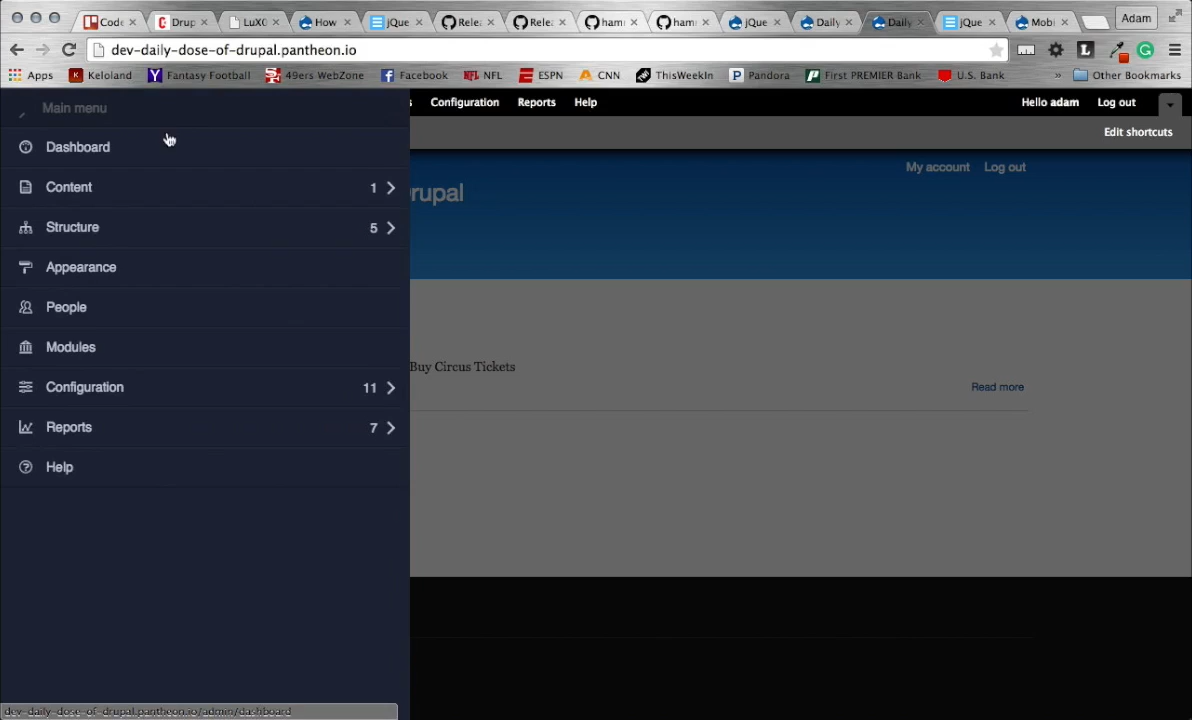 Adam
Code
Drup
LuXC
How
jQue
Relea
Relea
ham
ham
jQue
Daily
Daily
jQue
Mobi
dev-daily-dose-of-drupal.pantheon.io
Apps
Keloland
Fantasy Football
49ers WebZone
Facebook
NFL
ESPN
CNN
ThisWeekIn
Pandora
First PREMIER Bank
U.S. Bank
»
Other Bookmarks
Main menu
s Configuration Reports Help
Hello adam Log out
Edit shortcuts
Dashboard
My account Log out
Content 1
rupal
Structure 5
Appearance
People
Modules
Buy Circus Tickets
Configuration 11
Read more
Reports 7
Help
dev-daily-dose-of-drupal.pantheon.io/admin/dashboard